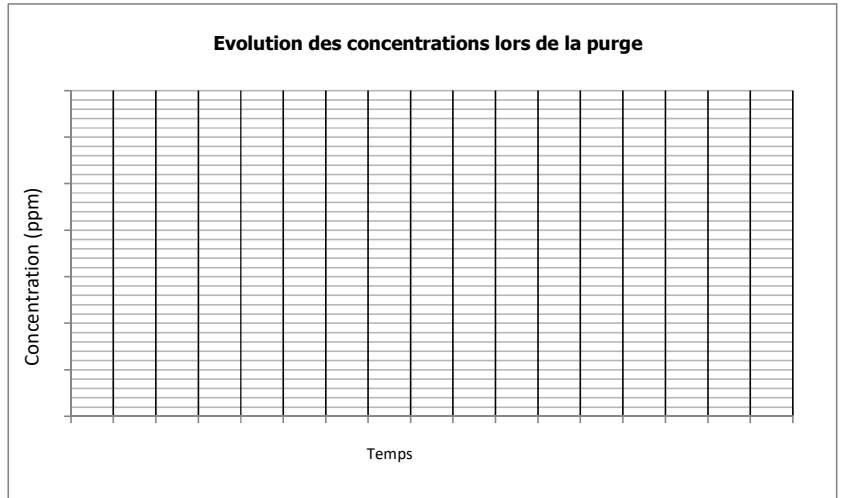 Evolution des concentrations lors de la purge
Concentration (ppm)
Temps